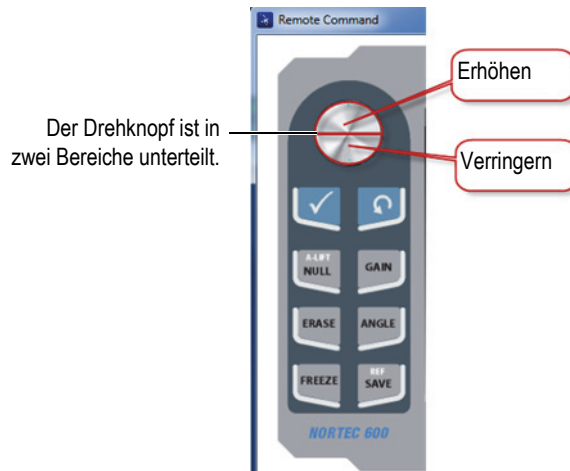 Remote Command
Erhöhen
Der Drehknopf ist in
zwei Bereiche unterteilt.
Verringern
A-LIFT
NULL
GAIN
ERASE
ANGLE
FREEZE
REF
SAVE
NORTEC 600